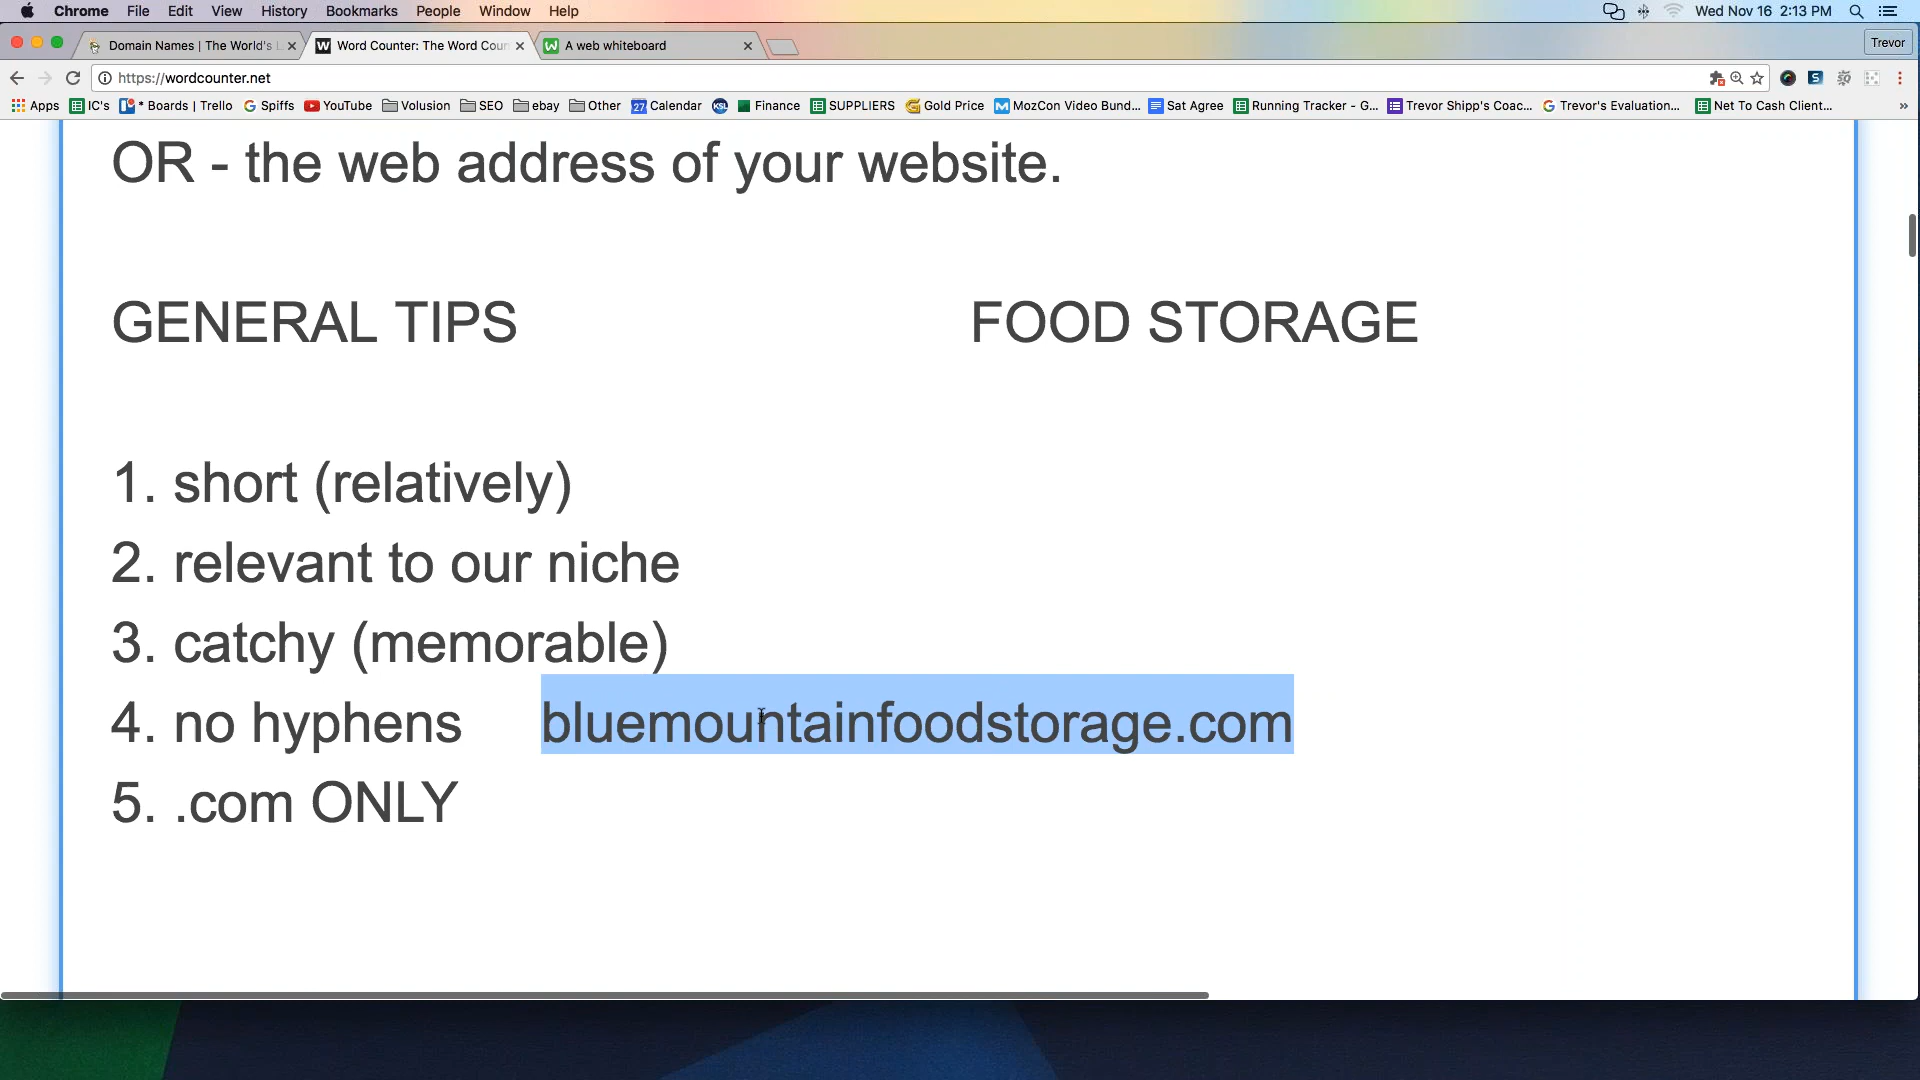 Chrome File Edit View History Bookmarks People Window Help Wed Nov 16 2:13 PM
Domain Names | The World's L Word Counter: The Word Coun A web whiteboard Trevor
https://wordcounter.net
Apps IC's * Boards | Trello Spiffs YouTube Volusion SEO ebay Other 27 Calendar KSL Finance SUPPLIERS Gold Price MozCon Video Bund... Sat Agree Running Tracker - G... Trevor Shipp's Coac... Trevor's Evaluation... Net To Cash Client... »
OR - the web address of your website.
GENERAL TIPS FOOD STORAGE
1. short (relatively)
2. relevant to our niche
3. catchy (memorable)
4. no hyphens bluemountainfoodstorage.com
5. .com ONLY